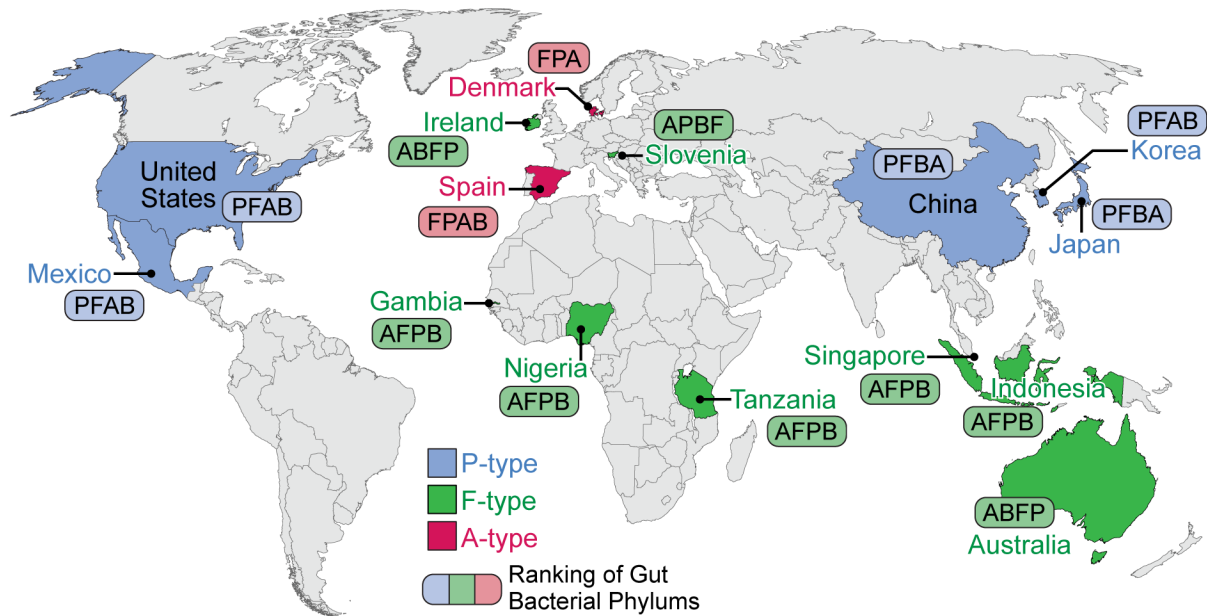 FPA
Denmark
Ireland
ABFP
APBF
Slovenia
Spain
FPAB
United
States
PFAB
Mexico
PFAB
PFAB
Korea
PFBA
China
PFBA
Japan
Gambia
AFPB
Nigeria
AFPB
Tanzania
AFPB
Singapore
AFPB
Indonesia
AFPB
ABFP
Australia
P-type
F-type
A-type
Ranking of Gut
Bacterial Phylums